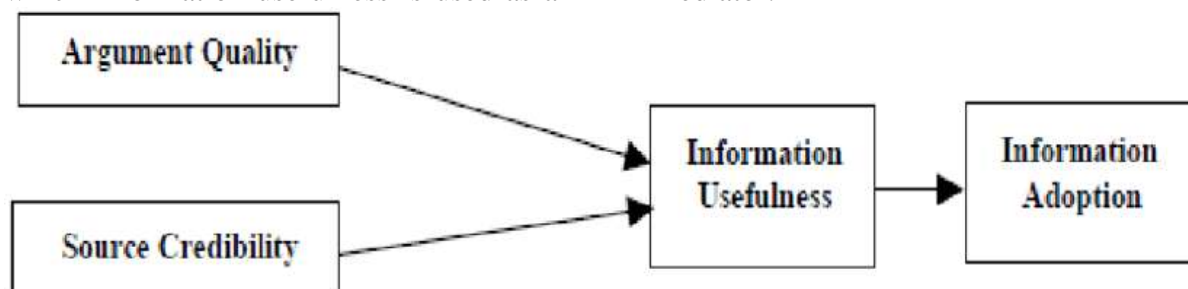 Argument Quality
Information
Usefulness
Information
Adoption
Source Credibility